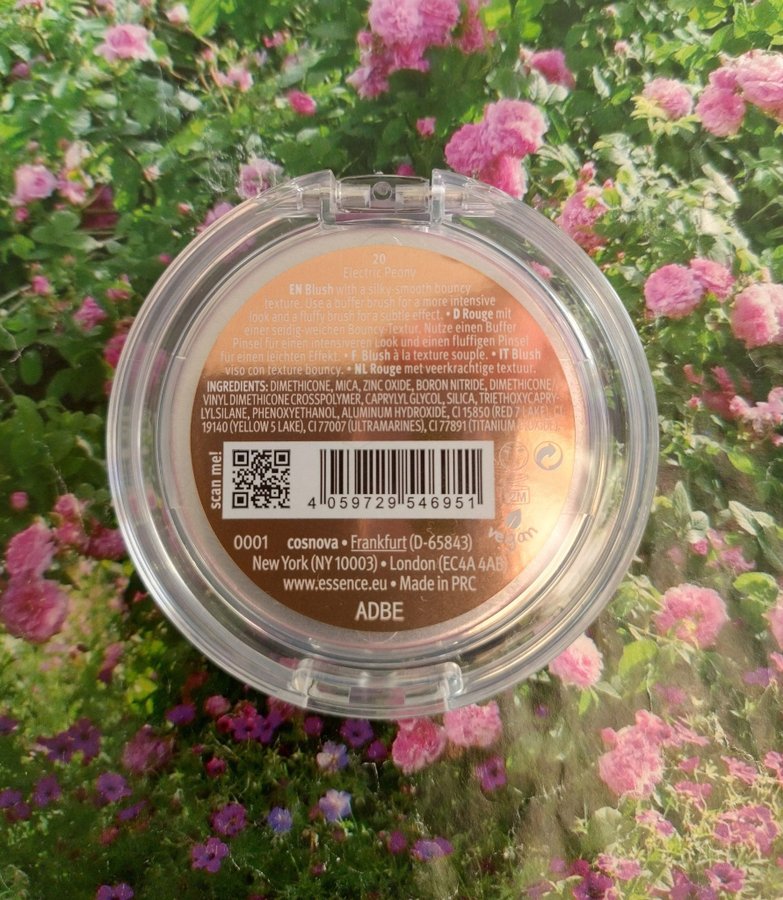 20
Electric Peony
EN Blush with a silky-smooth bouncy
texture. Use a buffer brush for a more intensive
look and a fluffy brush for a subtle effect. • D Rouge mit
einer seidig-weichen Bouncy-Textur. Nutze einen Buffer
Pinsel für einen intensiveren Look und einen fluffigen Pinsel
für einen leichten Effekt. • F Blush à la texture souple. • IT Blush
viso con texture bouncy. • NL Rouge met veerkrachtige textuur.
INGREDIENTS: DIMETHICONE, MICA, ZINC OXIDE, BORON NITRIDE, DIMETHICONE/
VINYL DIMETHICONE CROSSPOLYMER, CAPRYLYL GLYCOL, SILICA, TRIETHOXYCAPRY-
LYLSILANE, PHENOXYETHANOL, ALUMINUM HYDROXIDE, CI 15850 (RED 7 LAKE), CI
19140 (YELLOW 5 LAKE), CI 77007 (ULTRAMARINES), CI 77891 (TITANIUM DIOXIDE).
scan me!
4 059729 546951
12M
vegan
0001 cosnova • Frankfurt (D-65843)
New York (NY 10003) • London (EC4A 4AB)
www.essence.eu • Made in PRC
ADBE